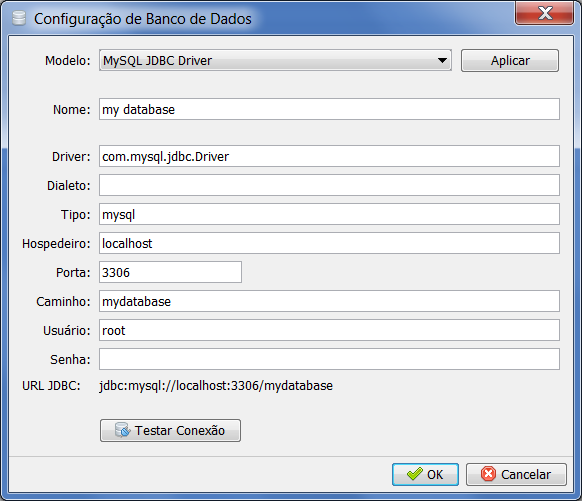 Configuração de Banco de Dados
Modelo: MySQL JDBC Driver Aplicar
Nome: my database
Driver: com.mysql.jdbc.Driver
Dialeto:
Tipo: mysql
Hospedeiro: localhost
Porta: 3306
Caminho: mydatabase
Usuário: root
Senha:
URL JDBC: jdbc:mysql://localhost:3306/mydatabase
Testar Conexão
OK Cancelar